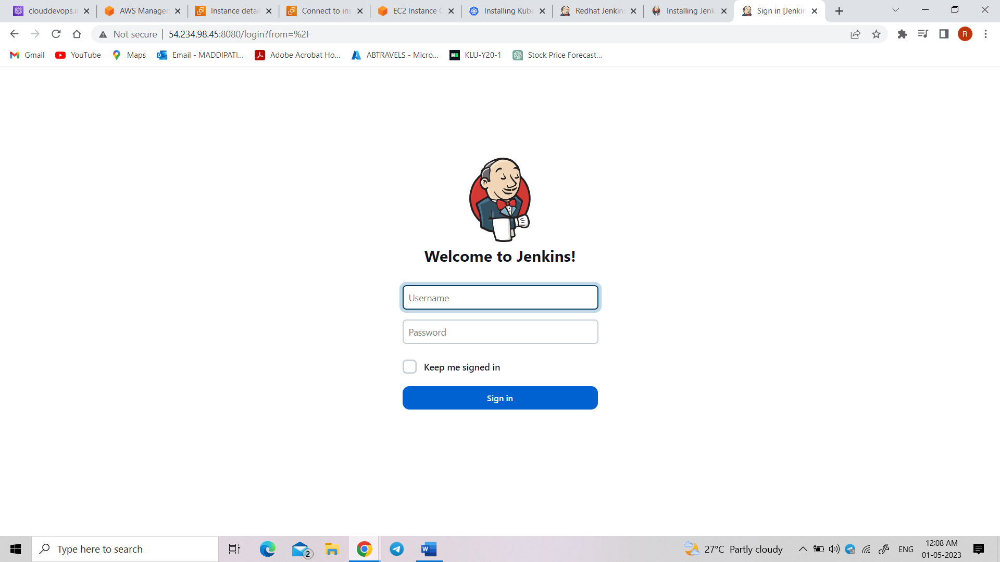 clouddevops.i
AWS Managem
Instance detail
Connect to ins
EC2 Instance C
Installing Kube
Redhat Jenkins
Installing Jenk
Sign in [Jenkin
Not secure | 54.234.98.45:8080/login?from=%2F
R
Gmail YouTube Maps Email - MADDIPATI... Adobe Acrobat Ho... ABTRAVELS - Micro... KLU-Y20-1 Stock Price Forecast...
Welcome to Jenkins!
Username
Password
Keep me signed in
Sign in
Type here to search
2
27°C Partly cloudy
ENG
12:08 AM
01-05-2023